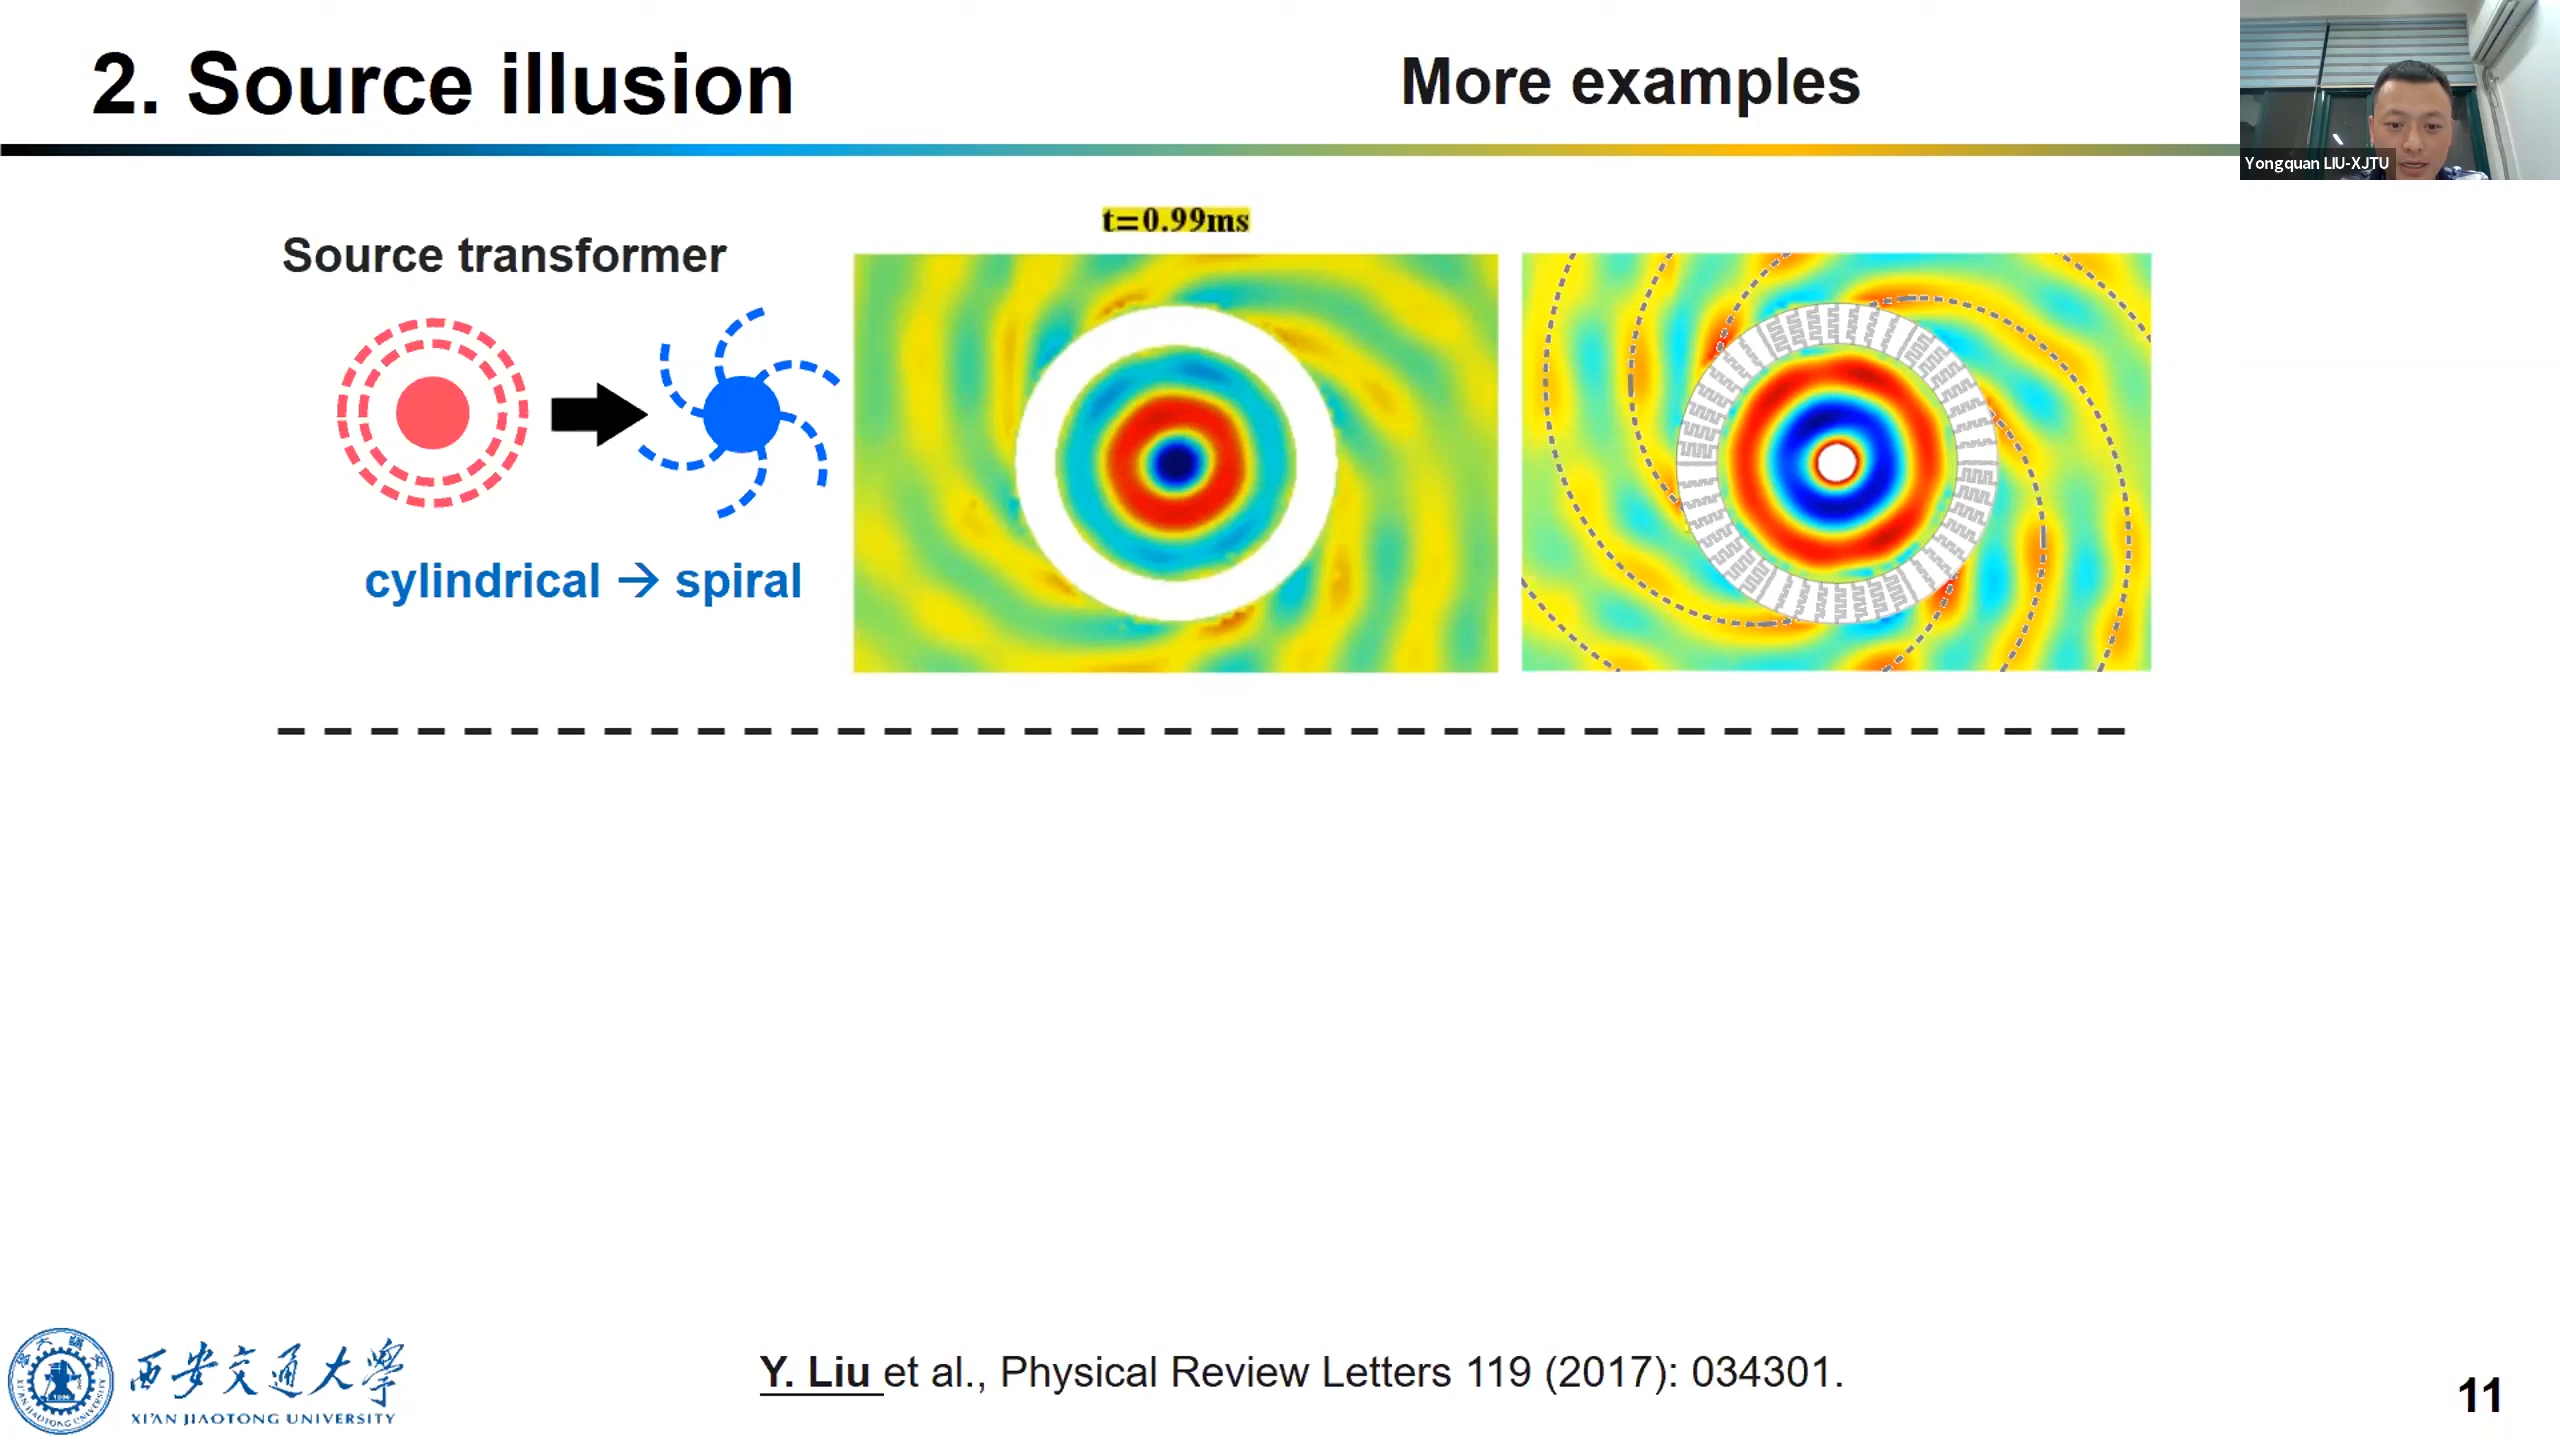 2. Source illusion
More examples
Yongquan LIU-XJTU
t=0.99ms
Source transformer
cylindrical → spiral
西安交通大学
XI'AN JIAOTONG UNIVERSITY
Y. Liu et al., Physical Review Letters 119 (2017): 034301.
11